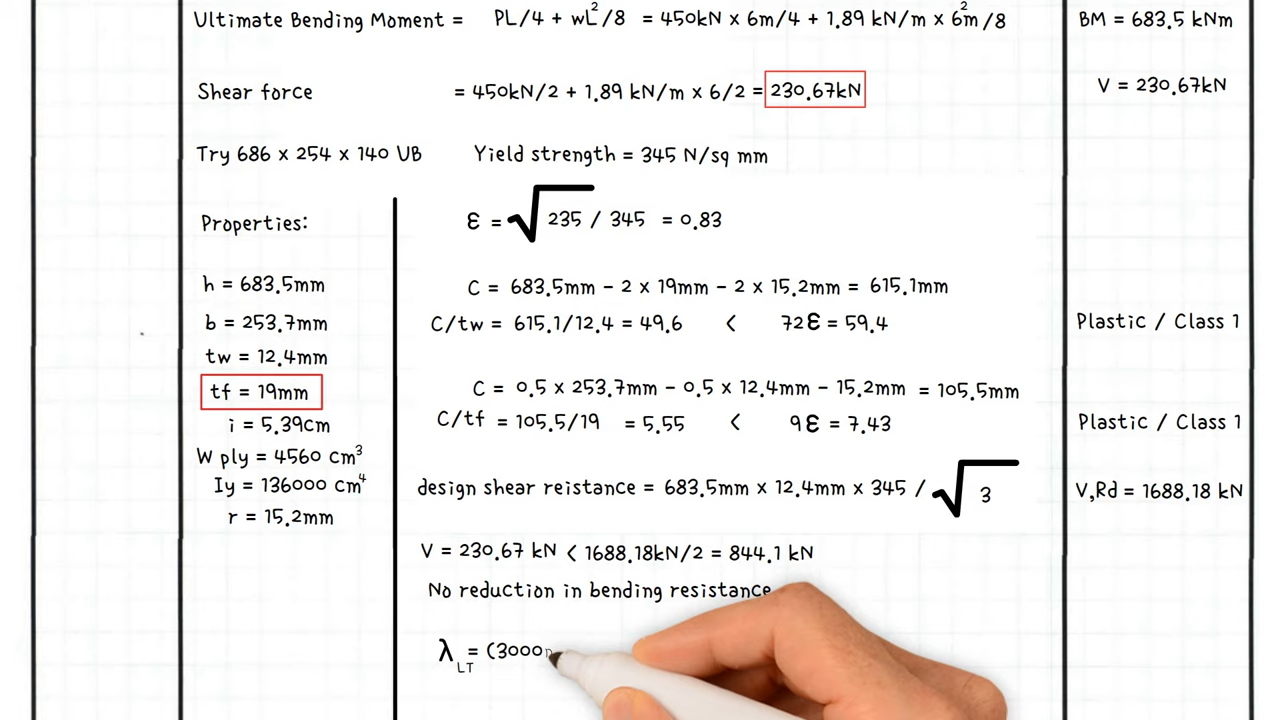 Ultimate Bending Moment = PL/4 + wL²/8 = 450kN x 6m/4 + 1.89 kN/m x 6m²/8 BM = 683.5 kNm
Shear force = 450kN/2 + 1.89 kN/m x 6/2 = 230.67kN V = 230.67kN
Try 686 x 254 x 140 UB Yield strength = 345 N/sq mm
Properties:
h = 683.5mm
b = 253.7mm
tw = 12.4mm
tf = 19mm
i = 5.39cm
W ply = 4560 cm³
Iy = 136000 cm⁴
r = 15.2mm
ε = √235 / 345 = 0.83
C = 683.5mm - 2 x 19mm - 2 x 15.2mm = 615.1mm
C/tw = 615.1/12.4 = 49.6 < 72ε = 59.4 Plastic / Class 1
C = 0.5 x 253.7mm - 0.5 x 12.4mm - 15.2mm = 105.5mm
C/tf = 105.5/19 = 5.55 < 9ε = 7.43 Plastic / Class 1
design shear reistance = 683.5mm x 12.4mm x 345 / √3 V,Rd = 1688.18 kN
V = 230.67 kN < 1688.18kN/2 = 844.1 kN
No reduction in bending resistance
λLT = (3000